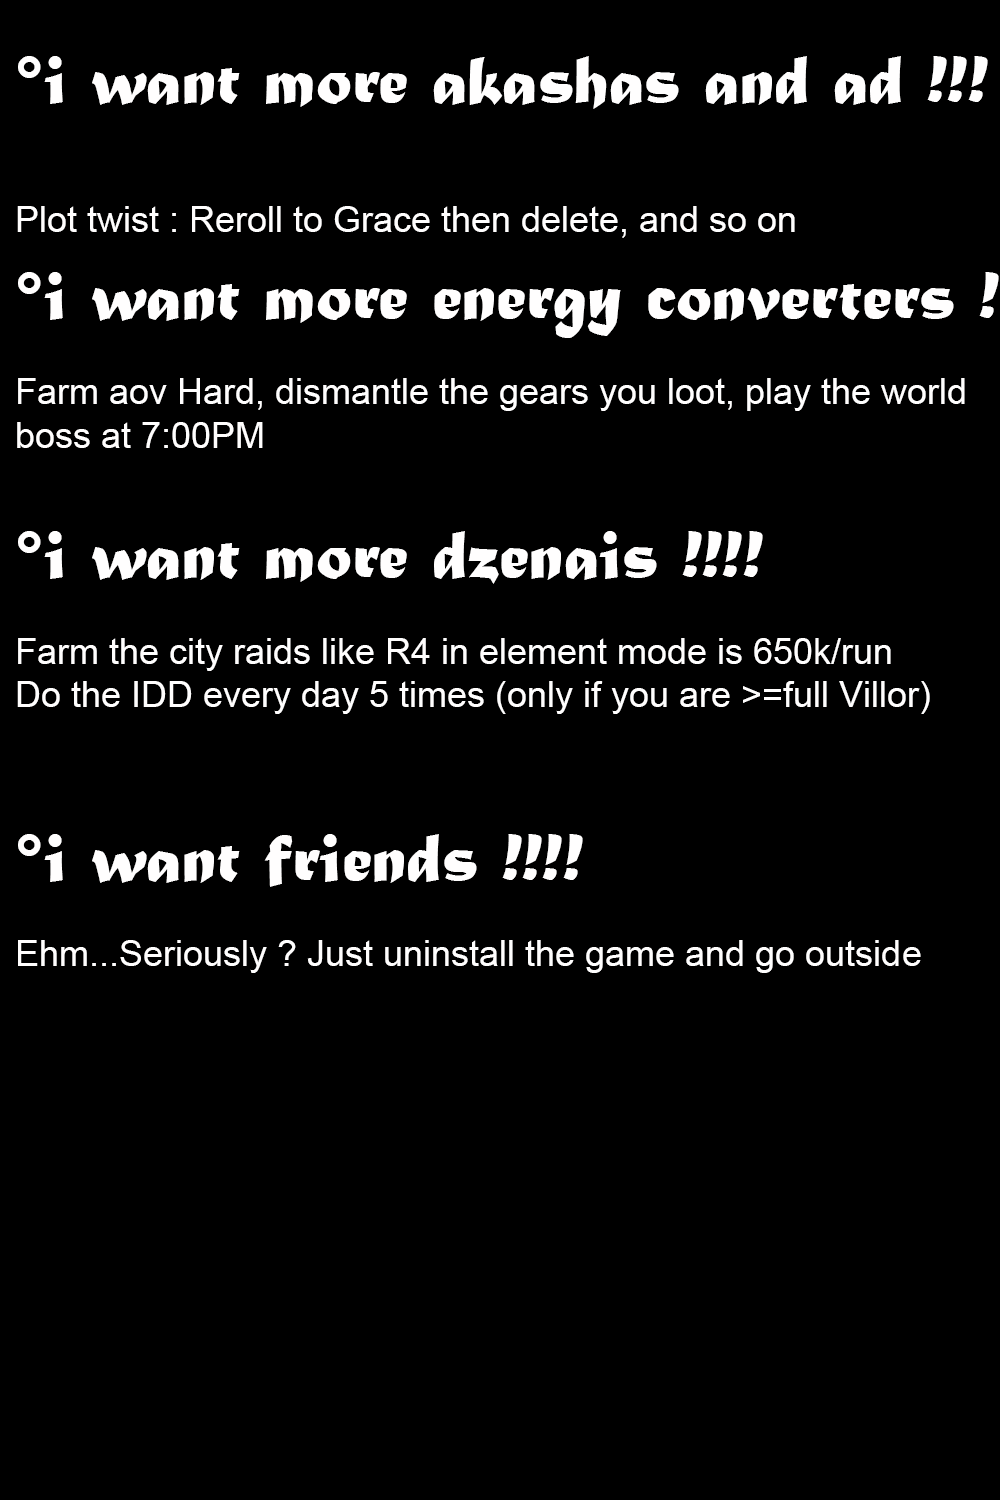 °i want more akashas and ad !!!
Plot twist : Reroll to Grace then delete, and so on
°i want more energy converters !
Farm aov Hard, dismantle the gears you loot, play the world
boss at 7:00PM
°i want more dzenais !!!!
Farm the city raids like R4 in element mode is 650k/run
Do the IDD every day 5 times (only if you are >=full Villor)
°i want friends !!!!
Ehm...Seriously ? Just uninstall the game and go outside